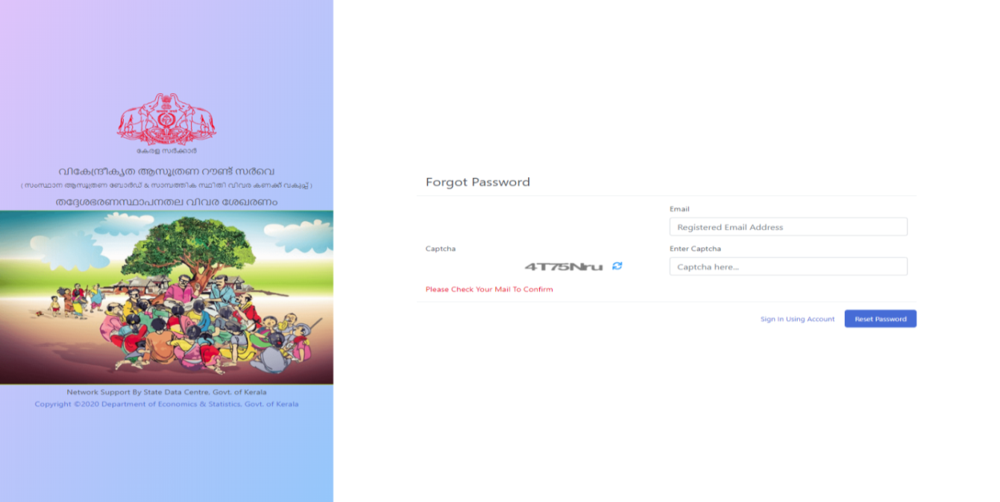 കേരള സർക്കാർ
വികേന്ദ്രീകൃത ആസൂത്രണ റൗണ്ട് സർവെ
( സംസ്ഥാന ആസൂത്രണ ബോർഡ് & സാമ്പത്തിക സ്ഥിതി വിവര കണക്ക് വകുപ്പ് )
തദ്ദേശഭരണസ്ഥാപനതല വിവര ശേഖരണം
Network Support By State Data Centre, Govt. of Kerala
Copyright ©2020 Department of Economics & Statistics, Govt. of Kerala
Forgot Password
Email
Registered Email Address
Captcha
Enter Captcha
4T75Nru
Captcha here...
Please Check Your Mail To Confirm
Sign In Using Account
Reset Password